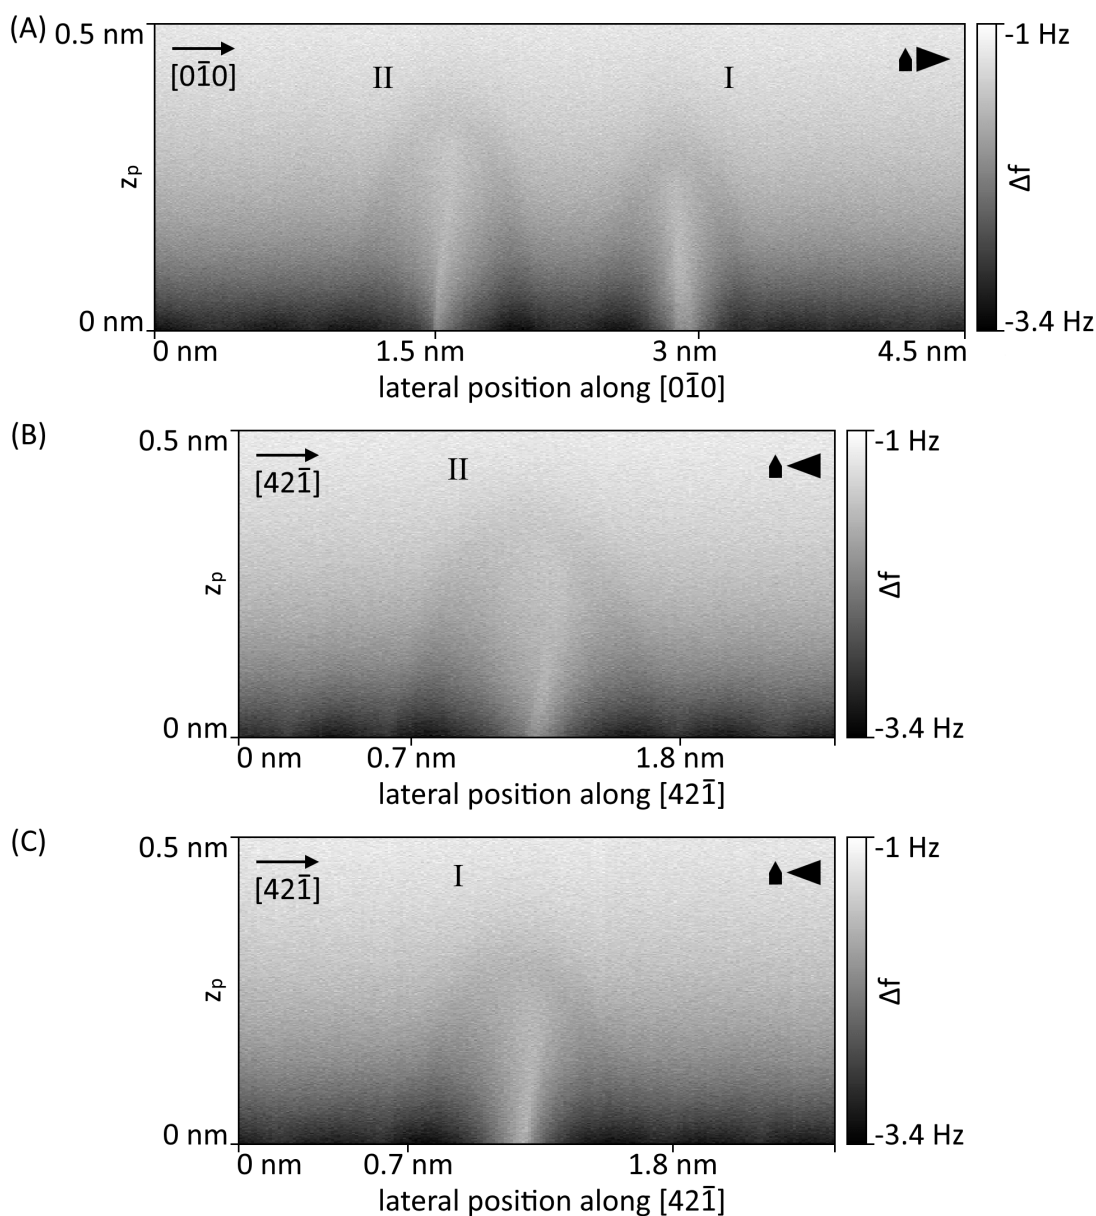 (A)
0.5 nm
[01̅0]
II
I
-1 Hz
zp
Δf
0 nm
-3.4 Hz
0 nm 1.5 nm 3 nm 4.5 nm
lateral position along [01̅0]
(B)
0.5 nm
[421̅]
II
-1 Hz
zp
Δf
0 nm
-3.4 Hz
0 nm 0.7 nm 1.8 nm
lateral position along [421̅]
(C)
0.5 nm
[421̅]
I
-1 Hz
zp
Δf
0 nm
-3.4 Hz
0 nm 0.7 nm 1.8 nm
lateral position along [421̅]